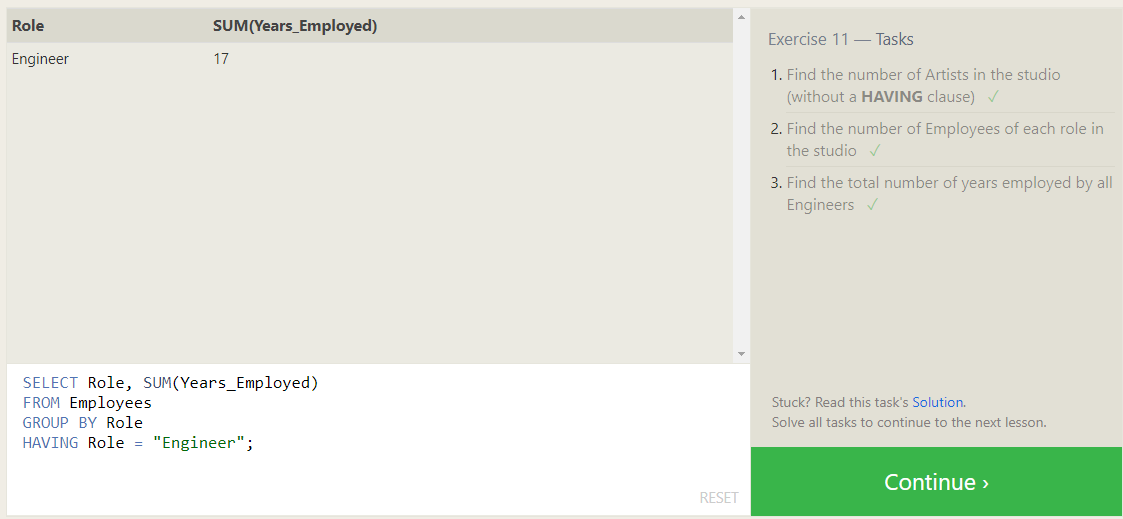 Role SUM(Years_Employed)
Engineer 17
SELECT Role, SUM(Years_Employed)
FROM Employees
GROUP BY Role
HAVING Role = "Engineer";
RESET
Exercise 11 — Tasks
1. Find the number of Artists in the studio
(without a HAVING clause) ✓
2. Find the number of Employees of each role in
the studio ✓
3. Find the total number of years employed by all
Engineers ✓
Stuck? Read this task's Solution.
Solve all tasks to continue to the next lesson.
Continue ›